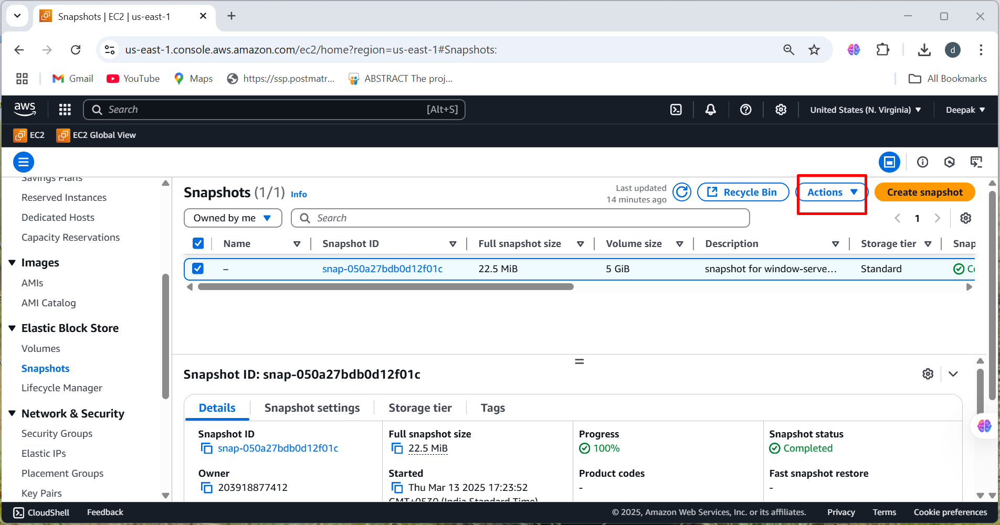 Snapshots | EC2 | us-east-1
us-east-1.console.aws.amazon.com/ec2/home?region=us-east-1#Snapshots:
d
Gmail
YouTube
Maps
https://ssp.postmatr...
ABSTRACT The proj...
All Bookmarks
aws
Search
[Alt+S]
United States (N. Virginia)
Deepak
EC2
EC2 Global View
Savings Plans
Reserved Instances
Dedicated Hosts
Capacity Reservations
Images
AMIs
AMI Catalog
Elastic Block Store
Volumes
Snapshots
Lifecycle Manager
Network & Security
Security Groups
Elastic IPs
Placement Groups
Key Pairs
Snapshots (1/1) Info
Last updated
14 minutes ago
Recycle Bin
Actions
Create snapshot
Owned by me
Search
1
Name
Snapshot ID
Full snapshot size
Volume size
Description
Storage tier
Snap
–
snap-050a27bdb0d12f01c
22.5 MiB
5 GiB
snapshot for window-serve...
Standard
Snapshot ID: snap-050a27bdb0d12f01c
Details
Snapshot settings
Storage tier
Tags
Snapshot ID
snap-050a27bdb0d12f01c
Full snapshot size
22.5 MiB
Progress
100%
Snapshot status
Completed
Owner
203918877412
Started
Thu Mar 13 2025 17:23:52
GMT+0530 (India Standard Time)
Product codes
-
Fast snapshot restore
-
CloudShell
Feedback
© 2025, Amazon Web Services, Inc. or its affiliates.
Privacy
Terms
Cookie preferences